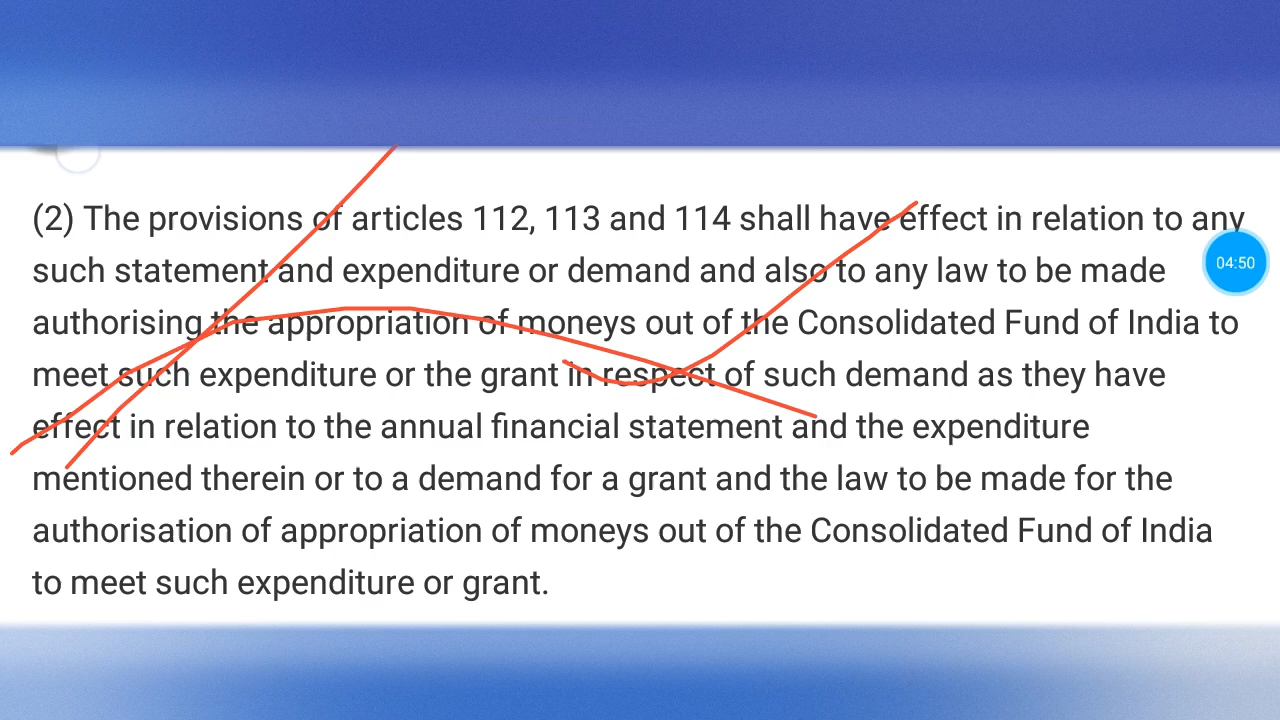 (2) The provisions of articles 112, 113 and 114 shall have effect in relation to any
such statement and expenditure or demand and also to any law to be made
authorising the appropriation of moneys out of the Consolidated Fund of India to
meet such expenditure or the grant in respect of such demand as they have
effect in relation to the annual financial statement and the expenditure
mentioned therein or to a demand for a grant and the law to be made for the
authorisation of appropriation of moneys out of the Consolidated Fund of India
to meet such expenditure or grant.
04:50